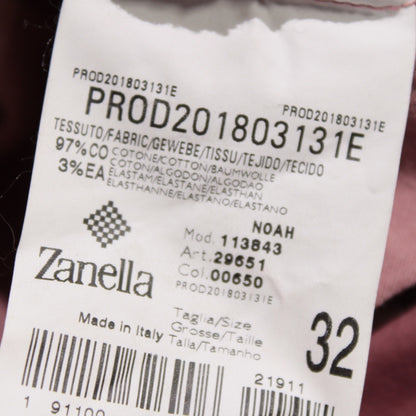 PROD201803131E
PROD201803131E
PROD201803131E
TESSUTO/FABRIC/GEWEBE/TISSU/TEJIDO/TECIDO
97%CO COTONE/COTTON/BAUMWOLLE
COTON/ALGODON/ALGODAO
3%EA ELASTAM/ELASTANE/ELASTHAN
ELASTHANNE/ELASTANO/ELASTANO
NOAH
Mod. 113843
Art. 29651
Col. 00650
PROD201803131E
Zanella
Made in Italy
Taglia/Size
Grosse/Taille
Talla/Tamanho
32
21911
1 91100